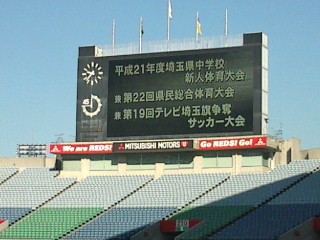 平成21年度埼玉県中学校
新人体育大会
兼 第22回県民総合体育大会
兼 第19回テレビ埼玉旗争奪
サッカー大会
We are REDS!
MITSUBISHI MOTORS
Go REDS! Go!